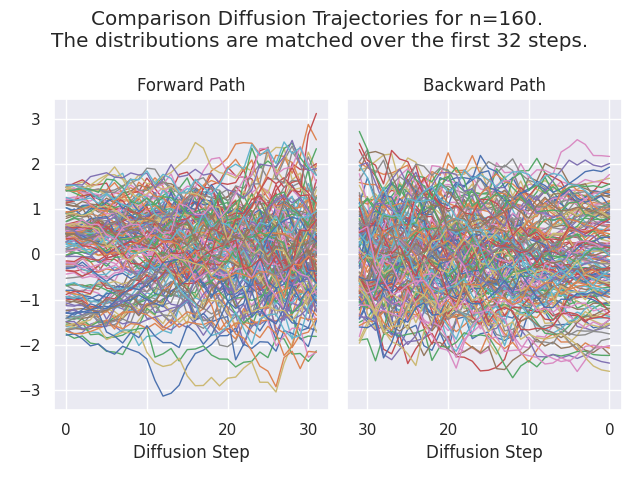 Comparison Diffusion Trajectories for n=160.
The distributions are matched over the first 32 steps.
Forward Path
Backward Path
3
2
1
0
−1
−2
−3
0 10 20 30
30 20 10 0
Diffusion Step
Diffusion Step